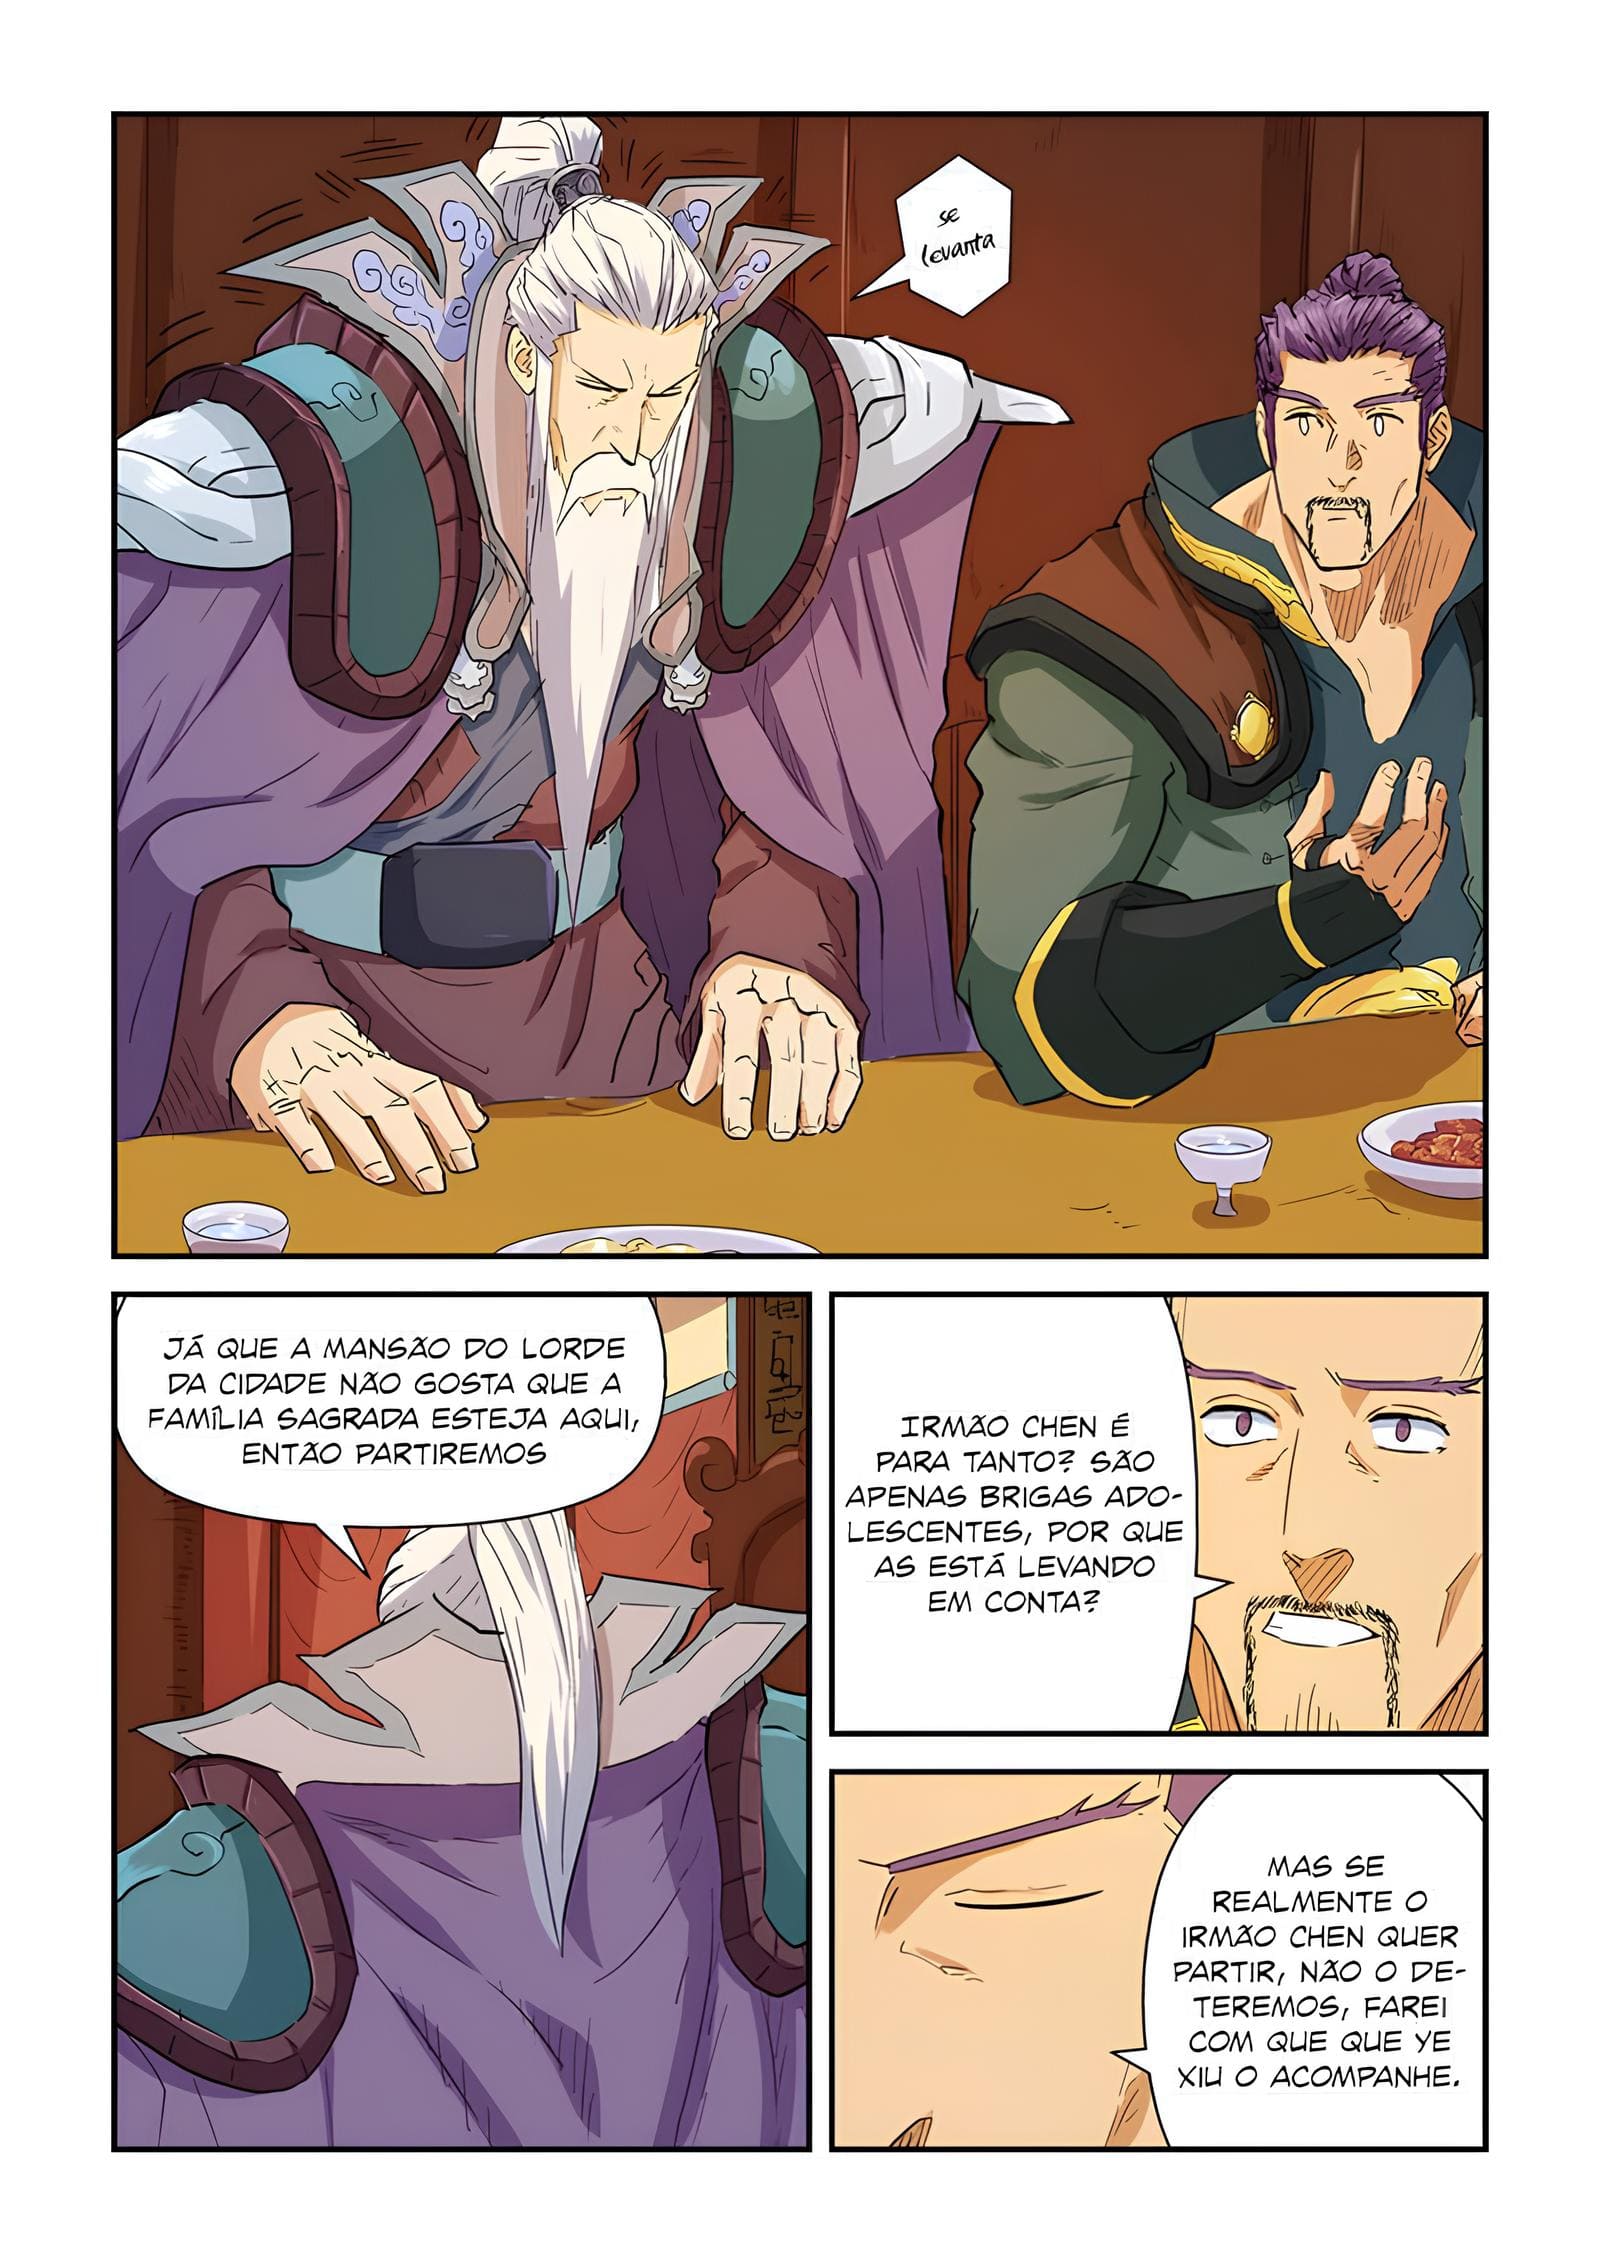 se
levanta
JÁ QUE A MANSÃO DO LORDE
DA CIDADE NÃO GOSTA QUE A
FAMÍLIA SAGRADA ESTEJA AQUI,
ENTÃO PARTIREMOS
IRMÃO CHEN É
PARA TANTO? SÃO
APENAS BRIGAS ADO-
LESCENTES, POR QUE
AS ESTÁ LEVANDO
EM CONTA?
MAS SE
REALMENTE O
IRMÃO CHEN QUER
PARTIR, NÃO O DE-
TEREMOS, FAREI
COM QUE QUE YE
XIU O ACOMPANHE.